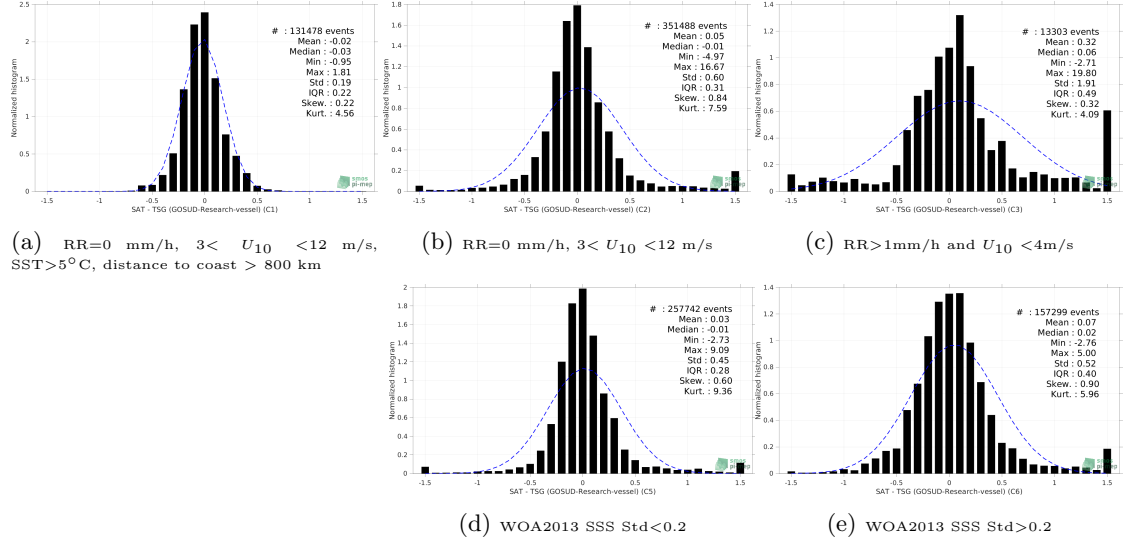 2.5
2
1.5
1
0.5
0
Normalized histogram
# : 131478 events
Mean : -0.02
Median : -0.03
Min : -0.95
Max : 1.81
Std : 0.19
IQR : 0.22
Skew. : 0.22
Kurt. : 4.56
smos
pi-mep
-1.5 -1 -0.5 0 0.5 1 1.5
SAT - TSG (GOSUD-Research-vessel) (C1)
(a) RR=0 mm/h, 3< U10 <12 m/s,
SST>5°C, distance to coast > 800 km
1.8
1.6
1.4
1.2
1
0.8
0.6
0.4
0.2
0
Normalized histogram
# : 351488 events
Mean : 0.05
Median : -0.01
Min : -4.97
Max : 16.67
Std : 0.60
IQR : 0.31
Skew. : 0.84
Kurt. : 7.59
smos
pi-mep
-1.5 -1 -0.5 0 0.5 1 1.5
SAT - TSG (GOSUD-Research-vessel) (C2)
(b) RR=0 mm/h, 3< U10 <12 m/s
1.4
1.2
1
0.8
0.6
0.4
0.2
0
Normalized histogram
# : 13303 events
Mean : 0.32
Median : 0.06
Min : -2.71
Max : 19.80
Std : 1.91
IQR : 0.49
Skew. : 0.32
Kurt. : 4.09
smos
pi-mep
-1.5 -1 -0.5 0 0.5 1 1.5
SAT - TSG (GOSUD-Research-vessel) (C3)
(c) RR>1mm/h and U10 <4m/s
2
1.8
1.6
1.4
1.2
1
0.8
0.6
0.4
0.2
0
Normalized histogram
# : 257742 events
Mean : 0.03
Median : -0.01
Min : -2.73
Max : 9.09
Std : 0.45
IQR : 0.28
Skew. : 0.60
Kurt. : 9.36
smos
pi-mep
-1.5 -1 -0.5 0 0.5 1 1.5
SAT - TSG (GOSUD-Research-vessel) (C5)
(d) WOA2013 SSS Std<0.2
1.4
1.2
1
0.8
0.6
0.4
0.2
0
Normalized histogram
# : 157299 events
Mean : 0.07
Median : 0.02
Min : -2.76
Max : 5.00
Std : 0.52
IQR : 0.40
Skew. : 0.90
Kurt. : 5.96
smos
pi-mep
-1.5 -1 -0.5 0 0.5 1 1.5
SAT - TSG (GOSUD-Research-vessel) (C6)
(e) WOA2013 SSS Std>0.2